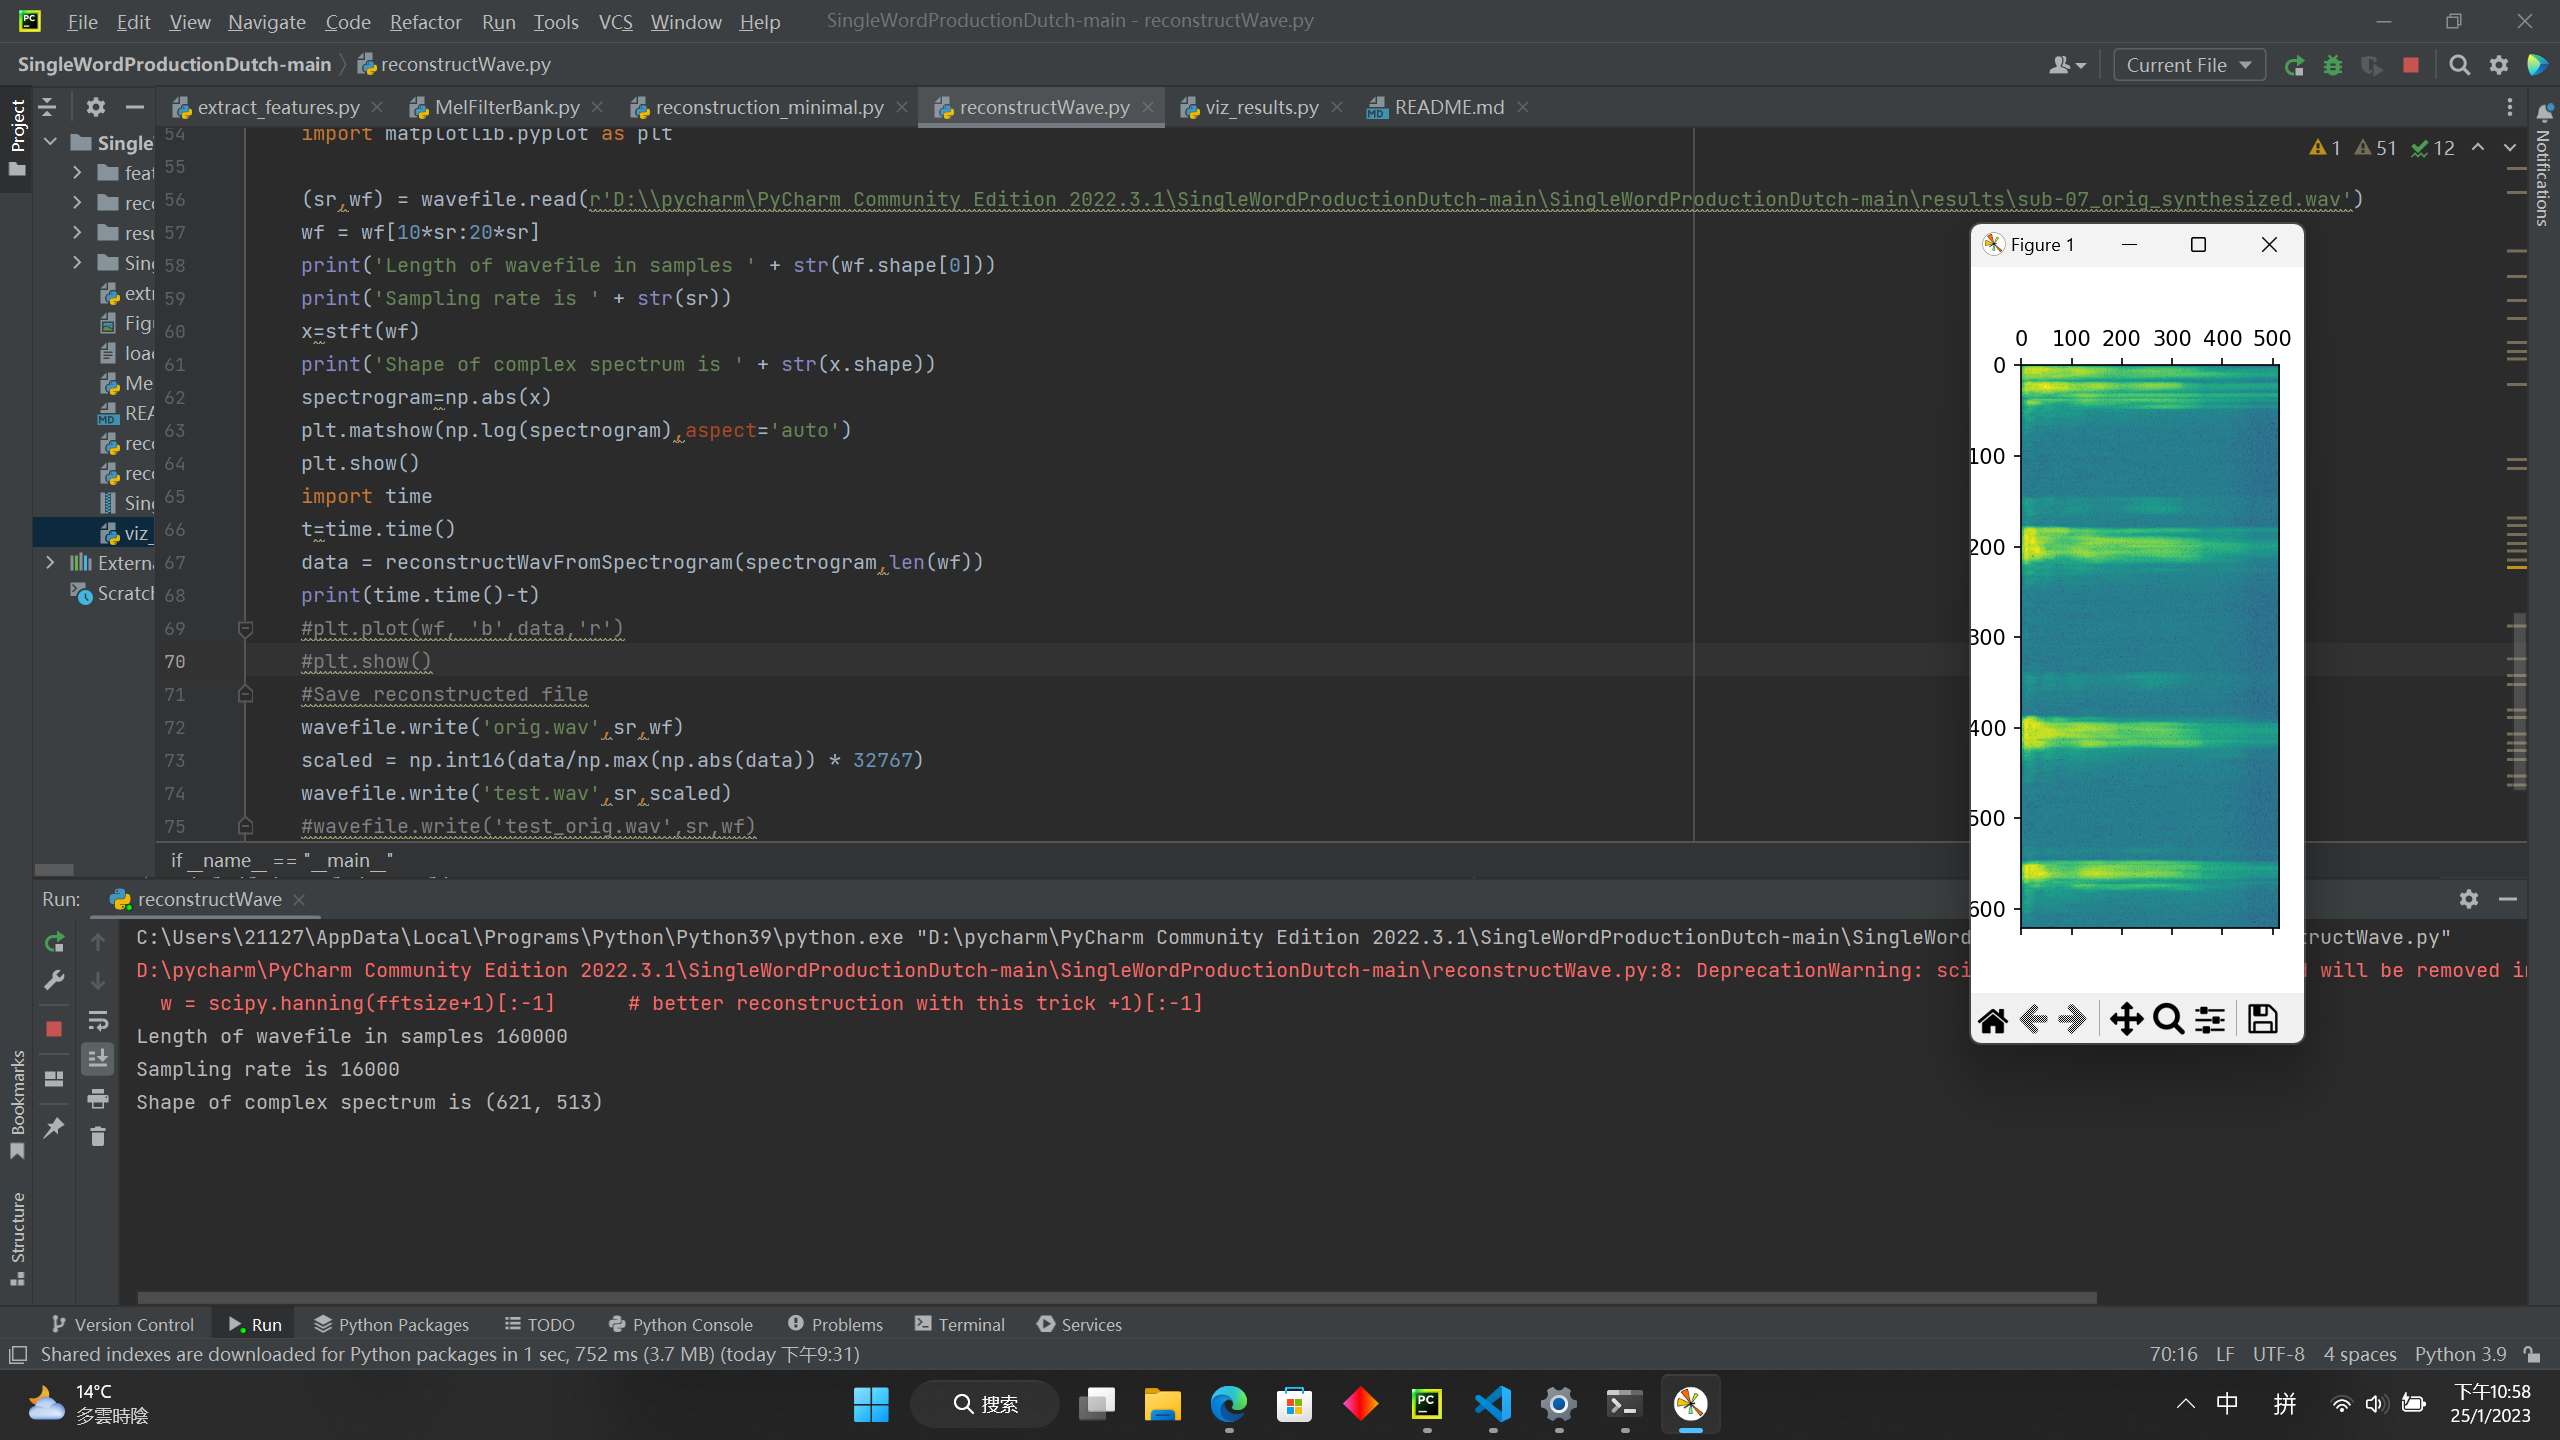 File Edit View Navigate Code Refactor Run Tools VCS Window Help SingleWordProductionDutch-main - reconstructWave.py
SingleWordProductionDutch-main reconstructWave.py Current File
Project
extract_features.py MelFilterBank.py reconstruction_minimal.py reconstructWave.py viz_results.py README.md
Notifications
1 51 12
Single
feat
reco
resu
Sing
extr
Figu
load
Mel
REA
reco
reco
Sing
viz_
Externa
Scratch
54 import matplotlib.pyplot as plt
55
56 (sr,wf) = wavefile.read(r'D:\\pycharm\PyCharm Community Edition 2022.3.1\SingleWordProductionDutch-main\SingleWordProductionDutch-main\results\sub-07_orig_synthesized.wav')
57 wf = wf[10*sr:20*sr]
58 print('Length of wavefile in samples ' + str(wf.shape[0]))
59 print('Sampling rate is ' + str(sr))
60 x=stft(wf)
61 print('Shape of complex spectrum is ' + str(x.shape))
62 spectrogram=np.abs(x)
63 plt.matshow(np.log(spectrogram),aspect='auto')
64 plt.show()
65 import time
66 t=time.time()
67 data = reconstructWavFromSpectrogram(spectrogram,len(wf))
68 print(time.time()-t)
69 #plt.plot(wf, 'b',data,'r')
70 #plt.show()
71 #Save reconstructed file
72 wavefile.write('orig.wav',sr,wf)
73 scaled = np.int16(data/np.max(np.abs(data)) * 32767)
74 wavefile.write('test.wav',sr,scaled)
75 #wavefile.write('test_orig.wav',sr,wf)
if __name__ == "__main__"
Figure 1
0 100 200 300 400 500
0
100
200
300
400
500
600
Run: reconstructWave
C:\Users\21127\AppData\Local\Programs\Python\Python39\python.exe "D:\pycharm\PyCharm Community Edition 2022.3.1\SingleWordProductionDutch-main\SingleWord ructWave.py"
D:\pycharm\PyCharm Community Edition 2022.3.1\SingleWordProductionDutch-main\SingleWordProductionDutch-main\reconstructWave.py:8: DeprecationWarning: sci will be removed in
w = scipy.hanning(fftsize+1)[:-1] # better reconstruction with this trick +1)[:-1]
Length of wavefile in samples 160000
Sampling rate is 16000
Shape of complex spectrum is (621, 513)
Bookmarks
Structure
Version Control Run Python Packages TODO Python Console Problems Terminal Services
Shared indexes are downloaded for Python packages in 1 sec, 752 ms (3.7 MB) (today 下午9:31) 70:16 LF UTF-8 4 spaces Python 3.9
14°C
多雲時陰
搜索
中 拼
下午10:58
25/1/2023